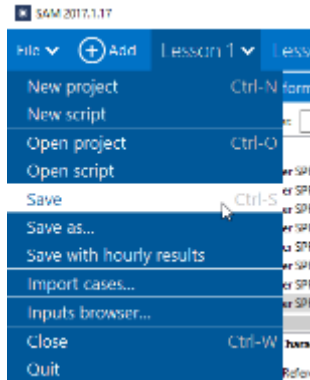 SAM 2017.1.17
File Add Lesson 1
New project Ctrl-N
New script
Open project Ctrl-O
Open script
Save Ctrl-S
Save as...
Save with hourly results
Import cases...
Inputs browser...
Close Ctrl-W
Quit